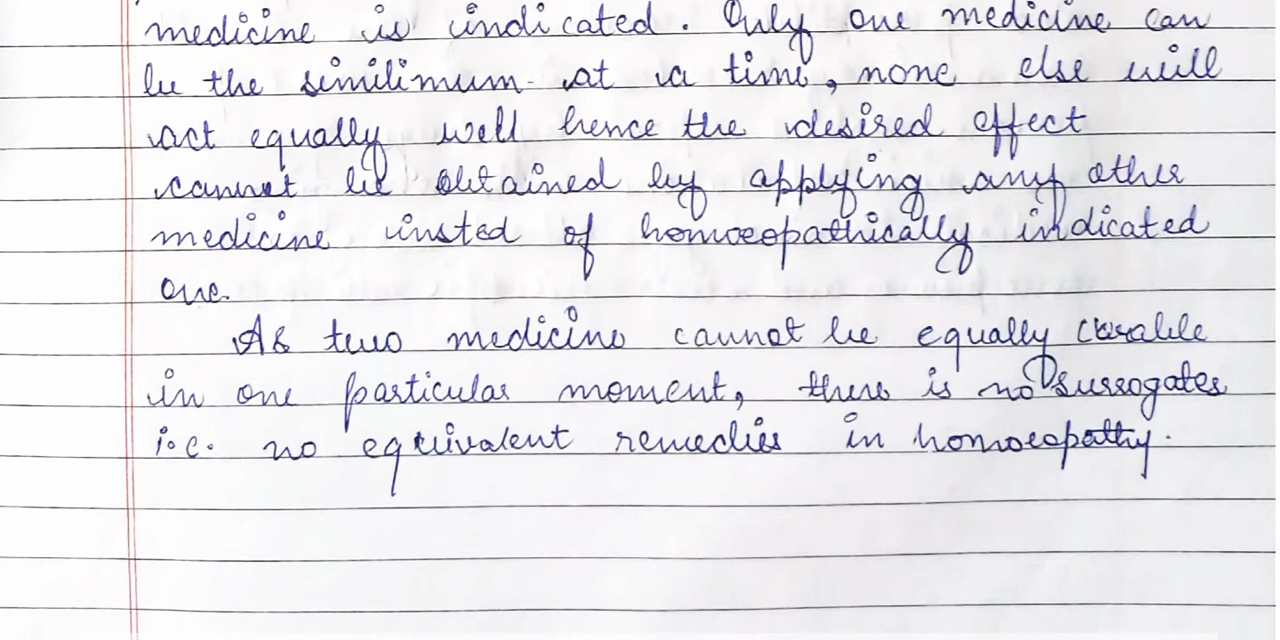 medicine is indicated. Only one medicine can
be the similimum at a time, none else will
act equally well hence the desired effect
cannot be obtained by applying any other
medicine insted of homoeopathically indicated
one.
As two medicine cannot be equally curable
in one particular moment, there is no surrogates
i.e. no equivalent remedies in homoeopathy.